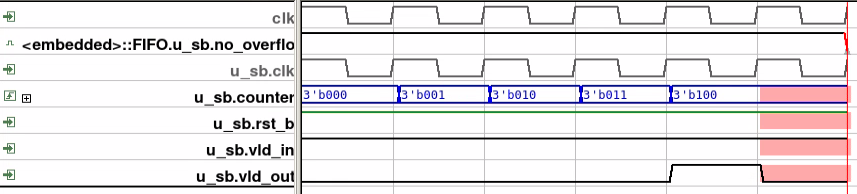 clk
<embedded>::FIFO.u_sb.no_overflo
u_sb.clk
u_sb.counter 3'b000 3'b001 3'b010 3'b011 3'b100
u_sb.rst_b
u_sb.vld_in
u_sb.vld_out